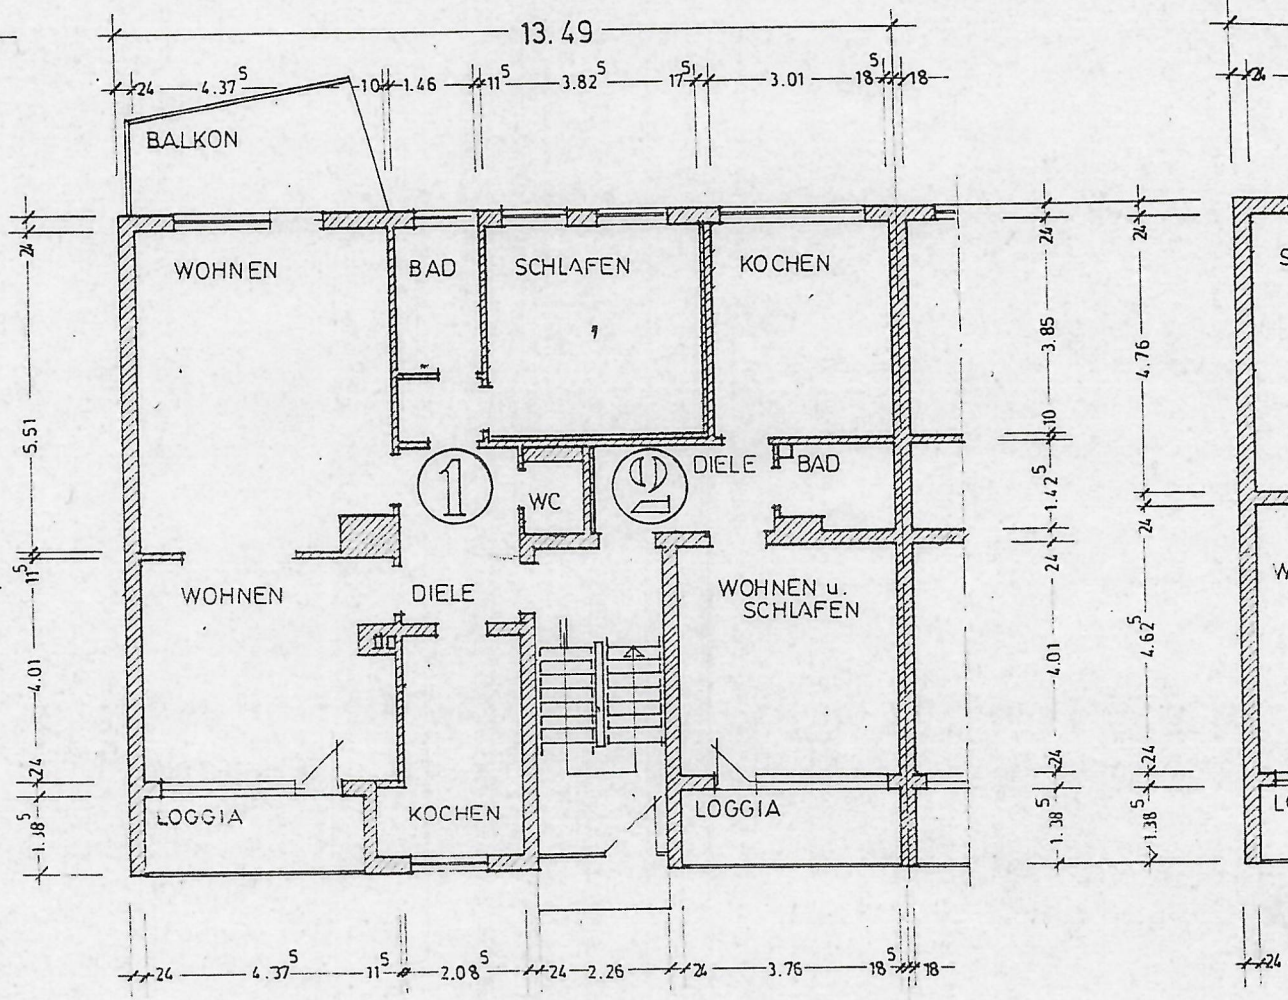 13.49
24 4.37⁵ 10 1.46 11⁵ 3.82⁵ 17⁵ 3.01 18⁵ 18
24
BALKON
WOHNEN BAD SCHLAFEN KOCHEN
24 5.51 11⁵ 4.01 24 1.38⁵
1 WC 2 DIELE BAD
WOHNEN DIELE WOHNEN u.
SCHLAFEN
LOGGIA KOCHEN LOGGIA
24 3.85 10 1.42⁵ 24 4.01 24 1.38⁵
24 4.76 24 4.62⁵ 24 1.38⁵
S
W
LO
24 4.37⁵ 11⁵ 2.08⁵ 24 2.26 24 3.76 18⁵ 18
24